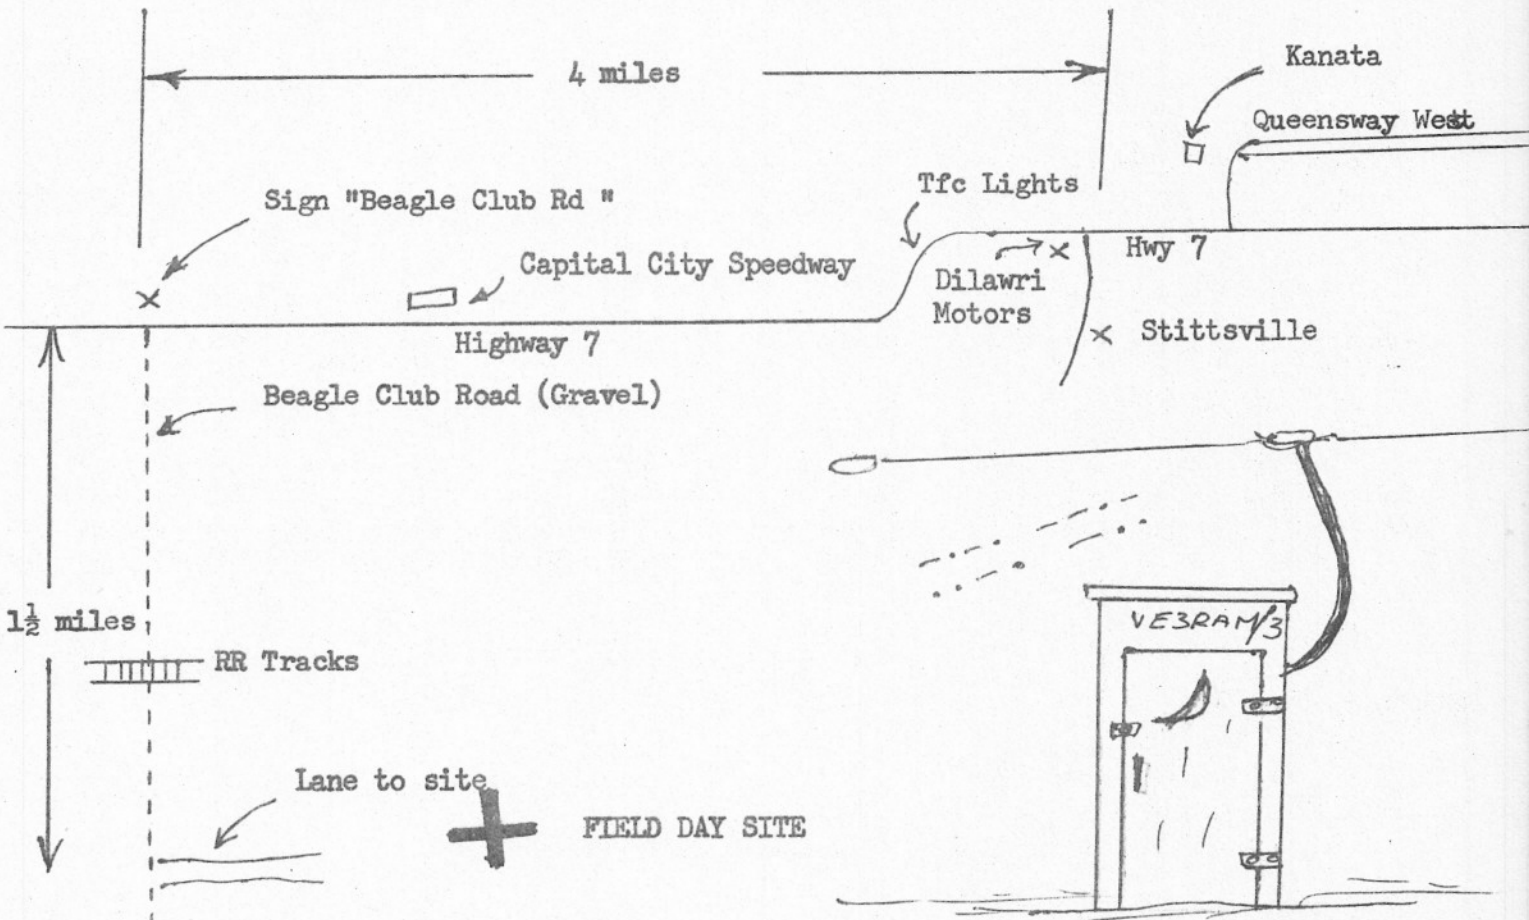 4 miles
Kanata
Queensway West
Tfc Lights
Sign "Beagle Club Rd "
Capital City Speedway
Hwy 7
Dilawri
Motors
Stittsville
Highway 7
Beagle Club Road (Gravel)
1½ miles
VE3RAM/3
RR Tracks
Lane to site
FIELD DAY SITE